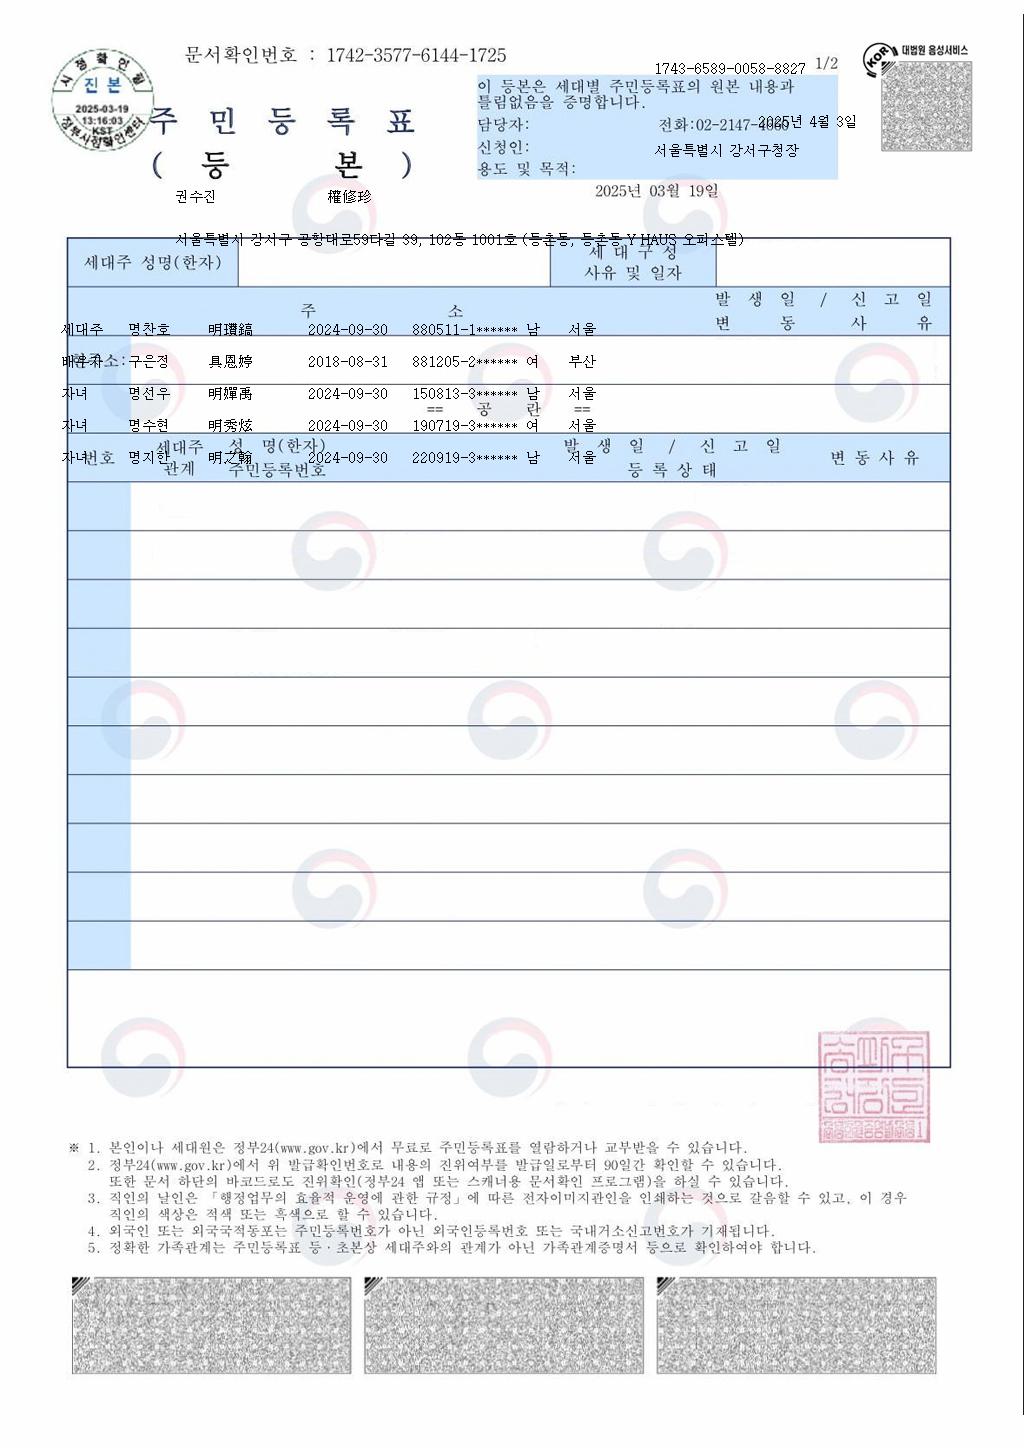 문서확인번호 : 1742-3577-6144-1725
1743-6589-0058-8827 1/2
대법원 음성서비스
시점확인필
진본
2025-03-19
13:16:03
KST
정부시점확인센터
주 민 등 록 표
( 등 본 )
이 등본은 세대별 주민등록표의 원본 내용과
틀림없음을 증명합니다.
담당자: 전화:02-2147-4060
2025년 4월 3일
신청인: 서울특별시 강서구청장
용도 및 목적:
2025년 03월 19일
권수진 權修珍
서울특별시 강서구 공항대로59다길 39, 102동 1001호 (등촌동, 등촌동 Y HAUS 오피스텔)
세대주 성명(한자)
세 대 구 성
사유 및 일자
주 소
발 생 일 / 신 고 일
변 동 사 유
세대주 명찬호 2024-09-30 880511-1****** 남 서울
현주소:
배우자 구은정 具恩婷 2018-08-31 881205-2****** 여 부산
자녀 명선우 明嬋禹 2024-09-30 150813-3****** 남 서울
== 공 란 ==
자녀 명수현 明秀炫 2024-09-30 190719-3****** 여 서울
번호
세대주 관계
성 명(한자)
주민등록번호
발 생 일 / 신 고 일
등 록 상 태
변 동 사 유
자녀 명지한 明之翰 2024-09-30 220919-3****** 남 서울
※ 1. 본인이나 세대원은 정부24(www.gov.kr)에서 무료로 주민등록표를 열람하거나 교부받을 수 있습니다.
2. 정부24(www.gov.kr)에서 위 발급확인번호로 내용의 진위여부를 발급일로부터 90일간 확인할 수 있습니다.
또한 문서 하단의 바코드로도 진위확인(정부24 앱 또는 스캐너용 문서확인 프로그램)을 하실 수 있습니다.
3. 직인의 날인은 「행정업무의 효율적 운영에 관한 규정」에 따른 전자이미지관인을 인쇄하는 것으로 갈음할 수 있고, 이 경우
직인의 색상은 적색 또는 흑색으로 할 수 있습니다.
4. 외국인 또는 외국국적동포는 주민등록번호가 아닌 외국인등록번호 또는 국내거소신고번호가 기재됩니다.
5. 정확한 가족관계는 주민등록표 등·초본상 세대주와의 관계가 아닌 가족관계증명서 등으로 확인하여야 합니다.